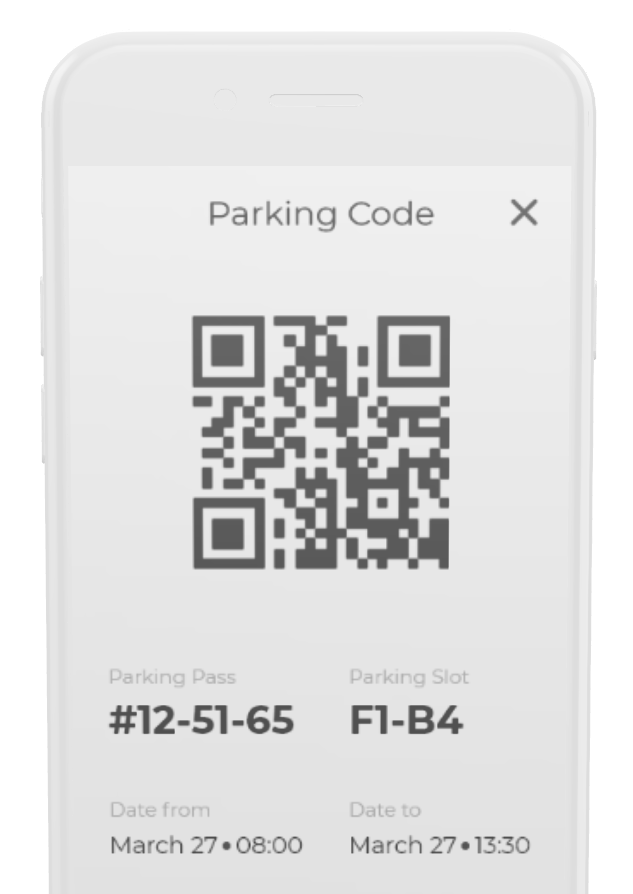 Parking Code
Parking Pass
Parking Slot
#12-51-65
F1-B4
Date from
Date to
March 27 • 08:00
March 27 • 13:30